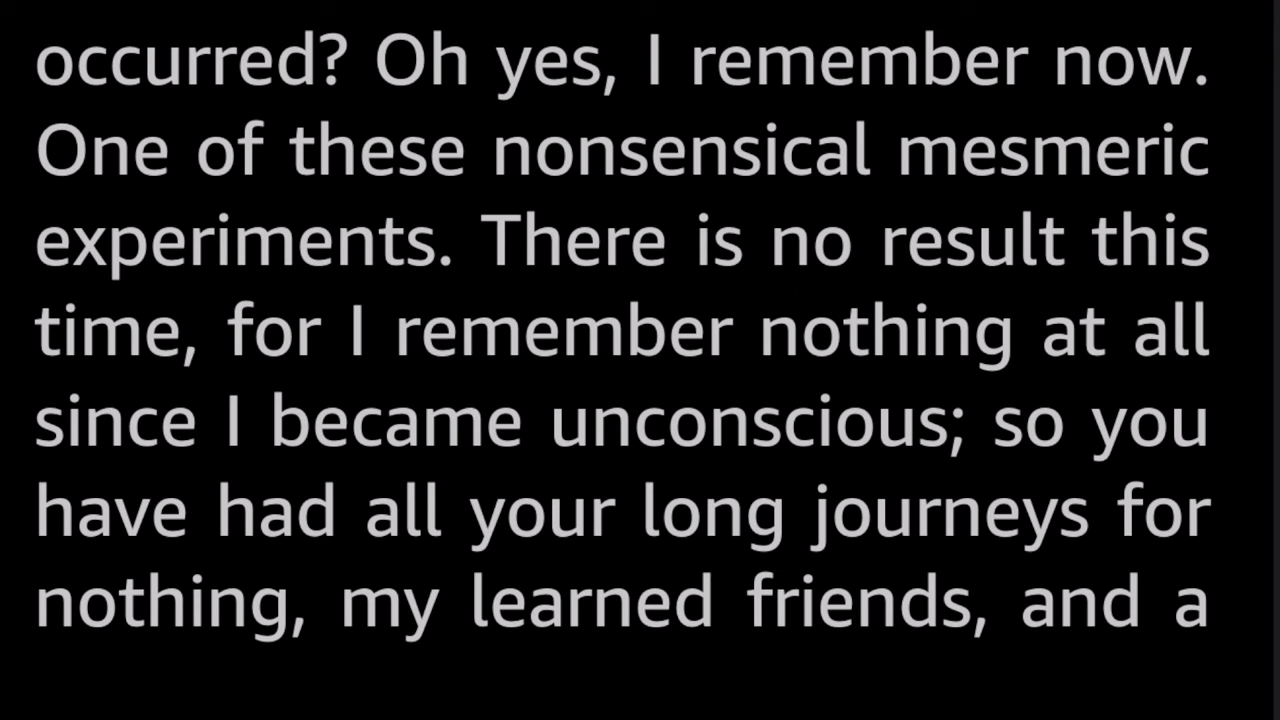 occurred? Oh yes, I remember now.
One of these nonsensical mesmeric
experiments. There is no result this
time, for I remember nothing at all
since I became unconscious; so you
have had all your long journeys for
nothing, my learned friends, and a